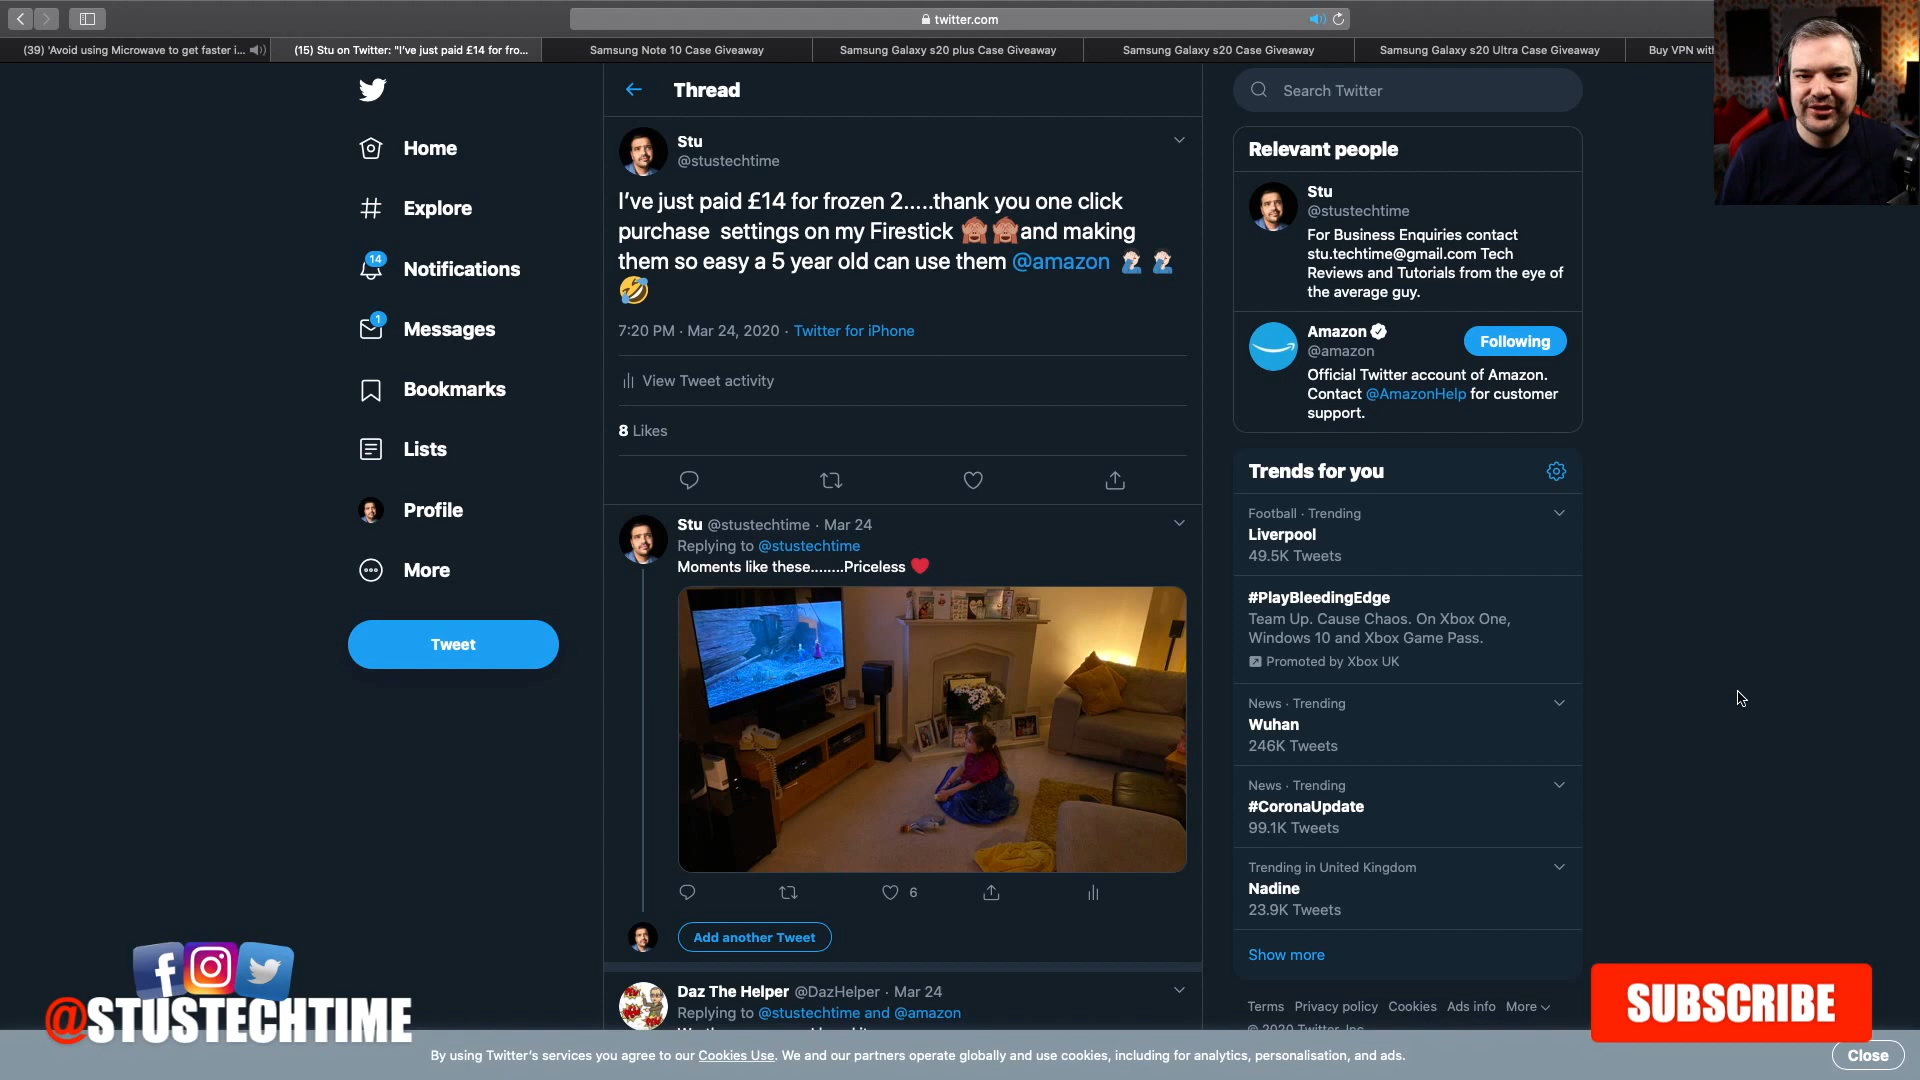 twitter.com
(39) 'Avoid using Microwave to get faster i...
(15) Stu on Twitter: "I've just paid £14 for fro...
Samsung Note 10 Case Giveaway
Samsung Galaxy s20 plus Case Giveaway
Samsung Galaxy s20 Case Giveaway
Samsung Galaxy s20 Ultra Case Giveaway
Buy VPN
Home
Explore
14
Notifications
1
Messages
Bookmarks
Lists
Profile
More
Tweet
Thread
Stu
@stustechtime
I've just paid £14 for frozen 2.....thank you one click
purchase settings on my Firestick 🙈🙈and making
them so easy a 5 year old can use them @amazon 🤦🏻‍♂️🤦🏻‍♂️
🤣
7:20 PM · Mar 24, 2020 · Twitter for iPhone
View Tweet activity
8 Likes
Stu @stustechtime · Mar 24
Replying to @stustechtime
Moments like these........Priceless ❤️
6
Add another Tweet
Daz The Helper @DazHelper · Mar 24
Replying to @stustechtime and @amazon
Search Twitter
Relevant people
Stu
@stustechtime
For Business Enquiries contact
stu.techtime@gmail.com Tech
Reviews and Tutorials from the eye of
the average guy.
Amazon
@amazon
Following
Official Twitter account of Amazon.
Contact @AmazonHelp for customer
support.
Trends for you
Football · Trending
Liverpool
49.5K Tweets
#PlayBleedingEdge
Team Up. Cause Chaos. On Xbox One,
Windows 10 and Xbox Game Pass.
Promoted by Xbox UK
News · Trending
Wuhan
246K Tweets
News · Trending
#CoronaUpdate
99.1K Tweets
Trending in United Kingdom
Nadine
23.9K Tweets
Show more
Terms Privacy policy Cookies Ads info More
© 2020 Twitter, Inc.
@STUSTECHTIME
SUBSCRIBE
By using Twitter's services you agree to our Cookies Use. We and our partners operate globally and use cookies, including for analytics, personalisation, and ads.
Close